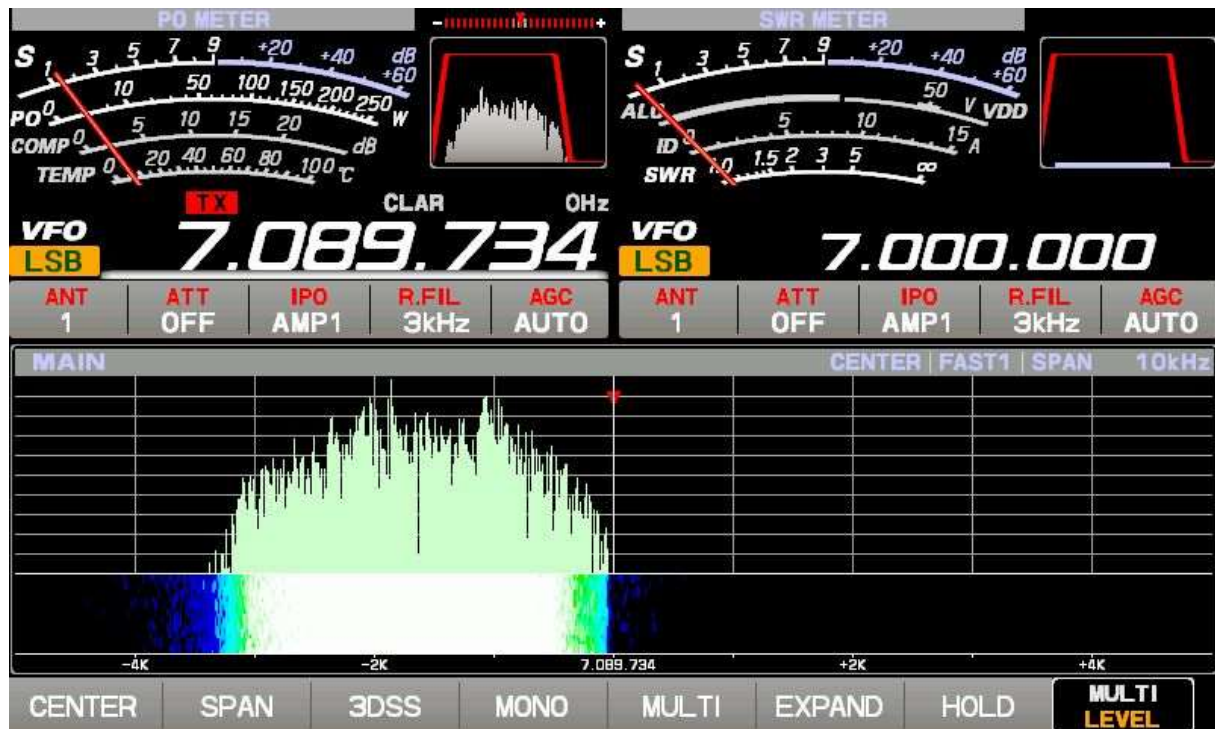 PO METER
- +
S 1 3 5 7 9 +20 +40 dB +60
PO 0 10 50 100 150 200 250 W
COMP 0 5 10 15 20 dB
TEMP 0 20 40 60 80 100 °C
SWR METER
S 1 3 5 7 9 +20 +40 dB +60
ALC 50 V VDD
ID 0 5 10 15 A
SWR 1.0 1.5 2 3 5 ∞
TX CLAR 0Hz
VFO 7.089.734
LSB
VFO 7.000.000
LSB
ANT ATT IPO R.FIL AGC
1 OFF AMP1 3kHz AUTO
ANT ATT IPO R.FIL AGC
1 OFF AMP1 3kHz AUTO
MAIN CENTER FAST1 SPAN 10kHz
-4K -2K 7.089.734 +2K +4K
CENTER SPAN 3DSS MONO MULTI EXPAND HOLD MULTI
LEVEL